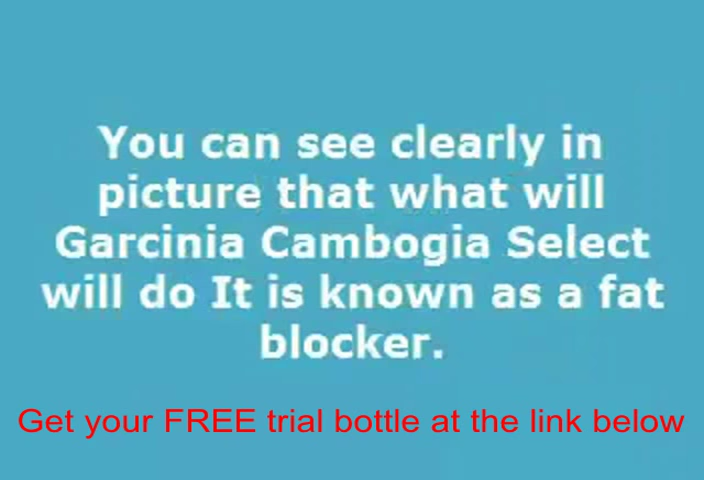 You can see clearly in
picture that what will
Garcinia Cambogia Select
will do It is known as a fat
blocker.
Get your FREE trial bottle at the link below